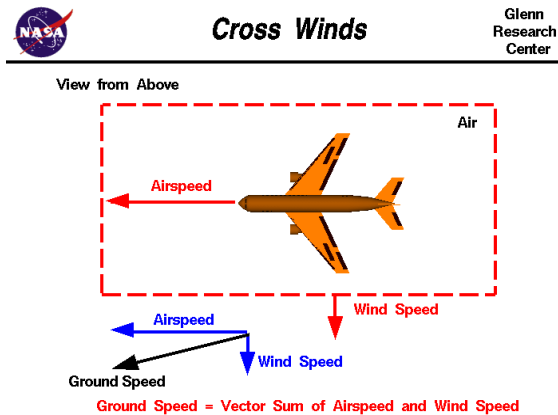 NASA
Cross Winds
Glenn
Research
Center
View from Above
Air
Airspeed
Wind Speed
Airspeed
Wind Speed
Ground Speed
Ground Speed = Vector Sum of Airspeed and Wind Speed